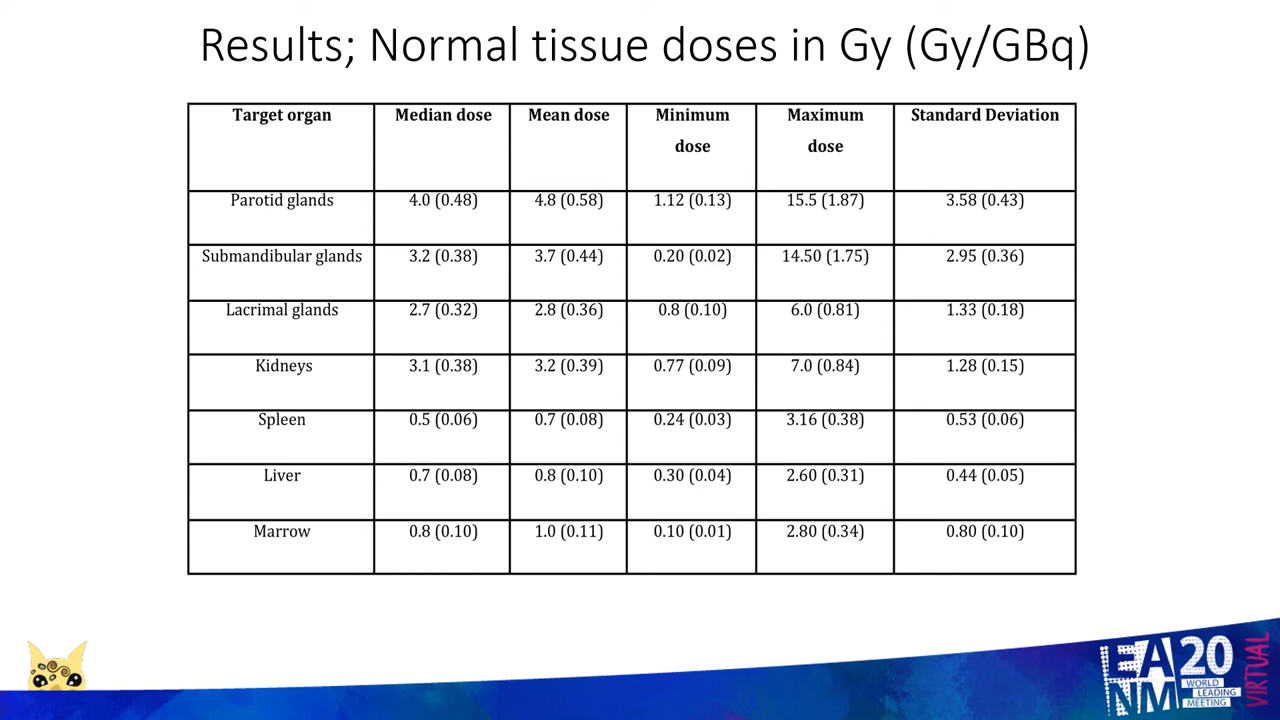 Results; Normal tissue doses in Gy (Gy/GBq)
Target organ Median dose Mean dose Minimum dose Maximum dose Standard Deviation
Parotid glands 4.0 (0.48) 4.8 (0.58) 1.12 (0.13) 15.5 (1.87) 3.58 (0.43)
Submandibular glands 3.2 (0.38) 3.7 (0.44) 0.20 (0.02) 14.50 (1.75) 2.95 (0.36)
Lacrimal glands 2.7 (0.32) 2.8 (0.36) 0.8 (0.10) 6.0 (0.81) 1.33 (0.18)
Kidneys 3.1 (0.38) 3.2 (0.39) 0.77 (0.09) 7.0 (0.84) 1.28 (0.15)
Spleen 0.5 (0.06) 0.7 (0.08) 0.24 (0.03) 3.16 (0.38) 0.53 (0.06)
Liver 0.7 (0.08) 0.8 (0.10) 0.30 (0.04) 2.60 (0.31) 0.44 (0.05)
Marrow 0.8 (0.10) 1.0 (0.11) 0.10 (0.01) 2.80 (0.34) 0.80 (0.10)
EANM 20
WORLD
LEADING
MEETING
VIRTUAL